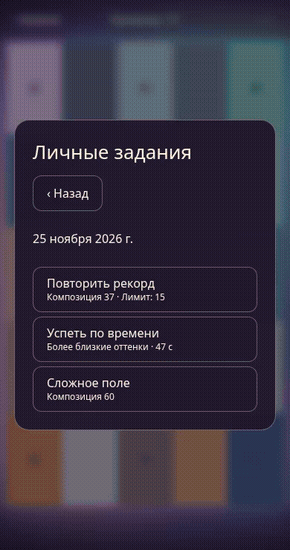 Личные задания
‹ Назад
25 ноября 2026 г.
Повторить рекорд
Композиция 37 · Лимит: 15
Успеть по времени
Более близкие оттенки · 47 с
Сложное поле
Композиция 60